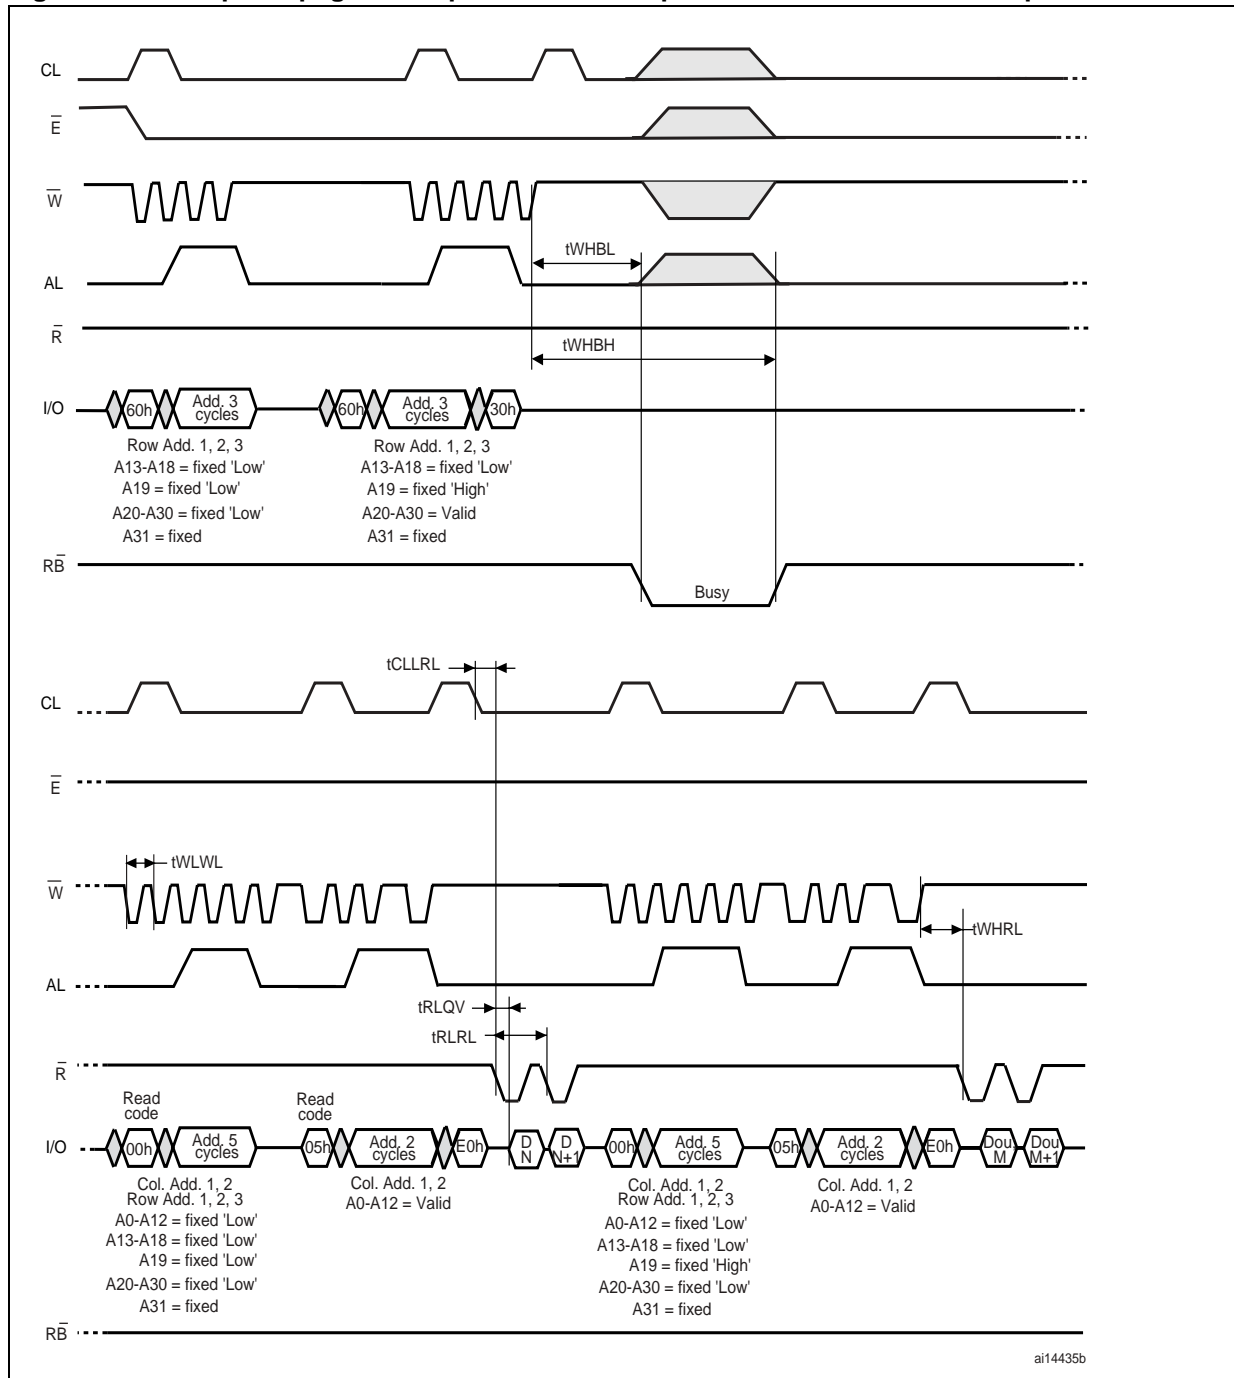 CL
E
W
tWHBL
AL
R
tWHBH
I/O
60h
Add. 3
cycles
60h
Add. 3
cycles
30h
Row Add. 1, 2, 3
A13-A18 = fixed 'Low'
A19 = fixed 'Low'
A20-A30 = fixed 'Low'
A31 = fixed
Row Add. 1, 2, 3
A13-A18 = fixed 'Low'
A19 = fixed 'High'
A20-A30 = Valid
A31 = fixed
RB
Busy
tCLLRL
CL
E
tWLWL
W
tWHRL
AL
tRLQV
tRLRL
R
Read
code
Read
code
I/O
00h
Add. 5
cycles
05h
Add. 2
cycles
E0h
D
N
D
N+1
00h
Add. 5
cycles
05h
Add. 2
cycles
E0h
Dou
M
Dou
M+1
Col. Add. 1, 2
Row Add. 1, 2, 3
A0-A12 = fixed 'Low'
A13-A18 = fixed 'Low'
A19 = fixed 'Low'
A20-A30 = fixed 'Low'
A31 = fixed
Col. Add. 1, 2
A0-A12 = Valid
Col. Add. 1, 2
Row Add. 1, 2, 3
A0-A12 = fixed 'Low'
A13-A18 = fixed 'Low'
A19 = fixed 'High'
A20-A30 = fixed 'Low'
A31 = fixed
Col. Add. 1, 2
A0-A12 = Valid
RB
ai14435b